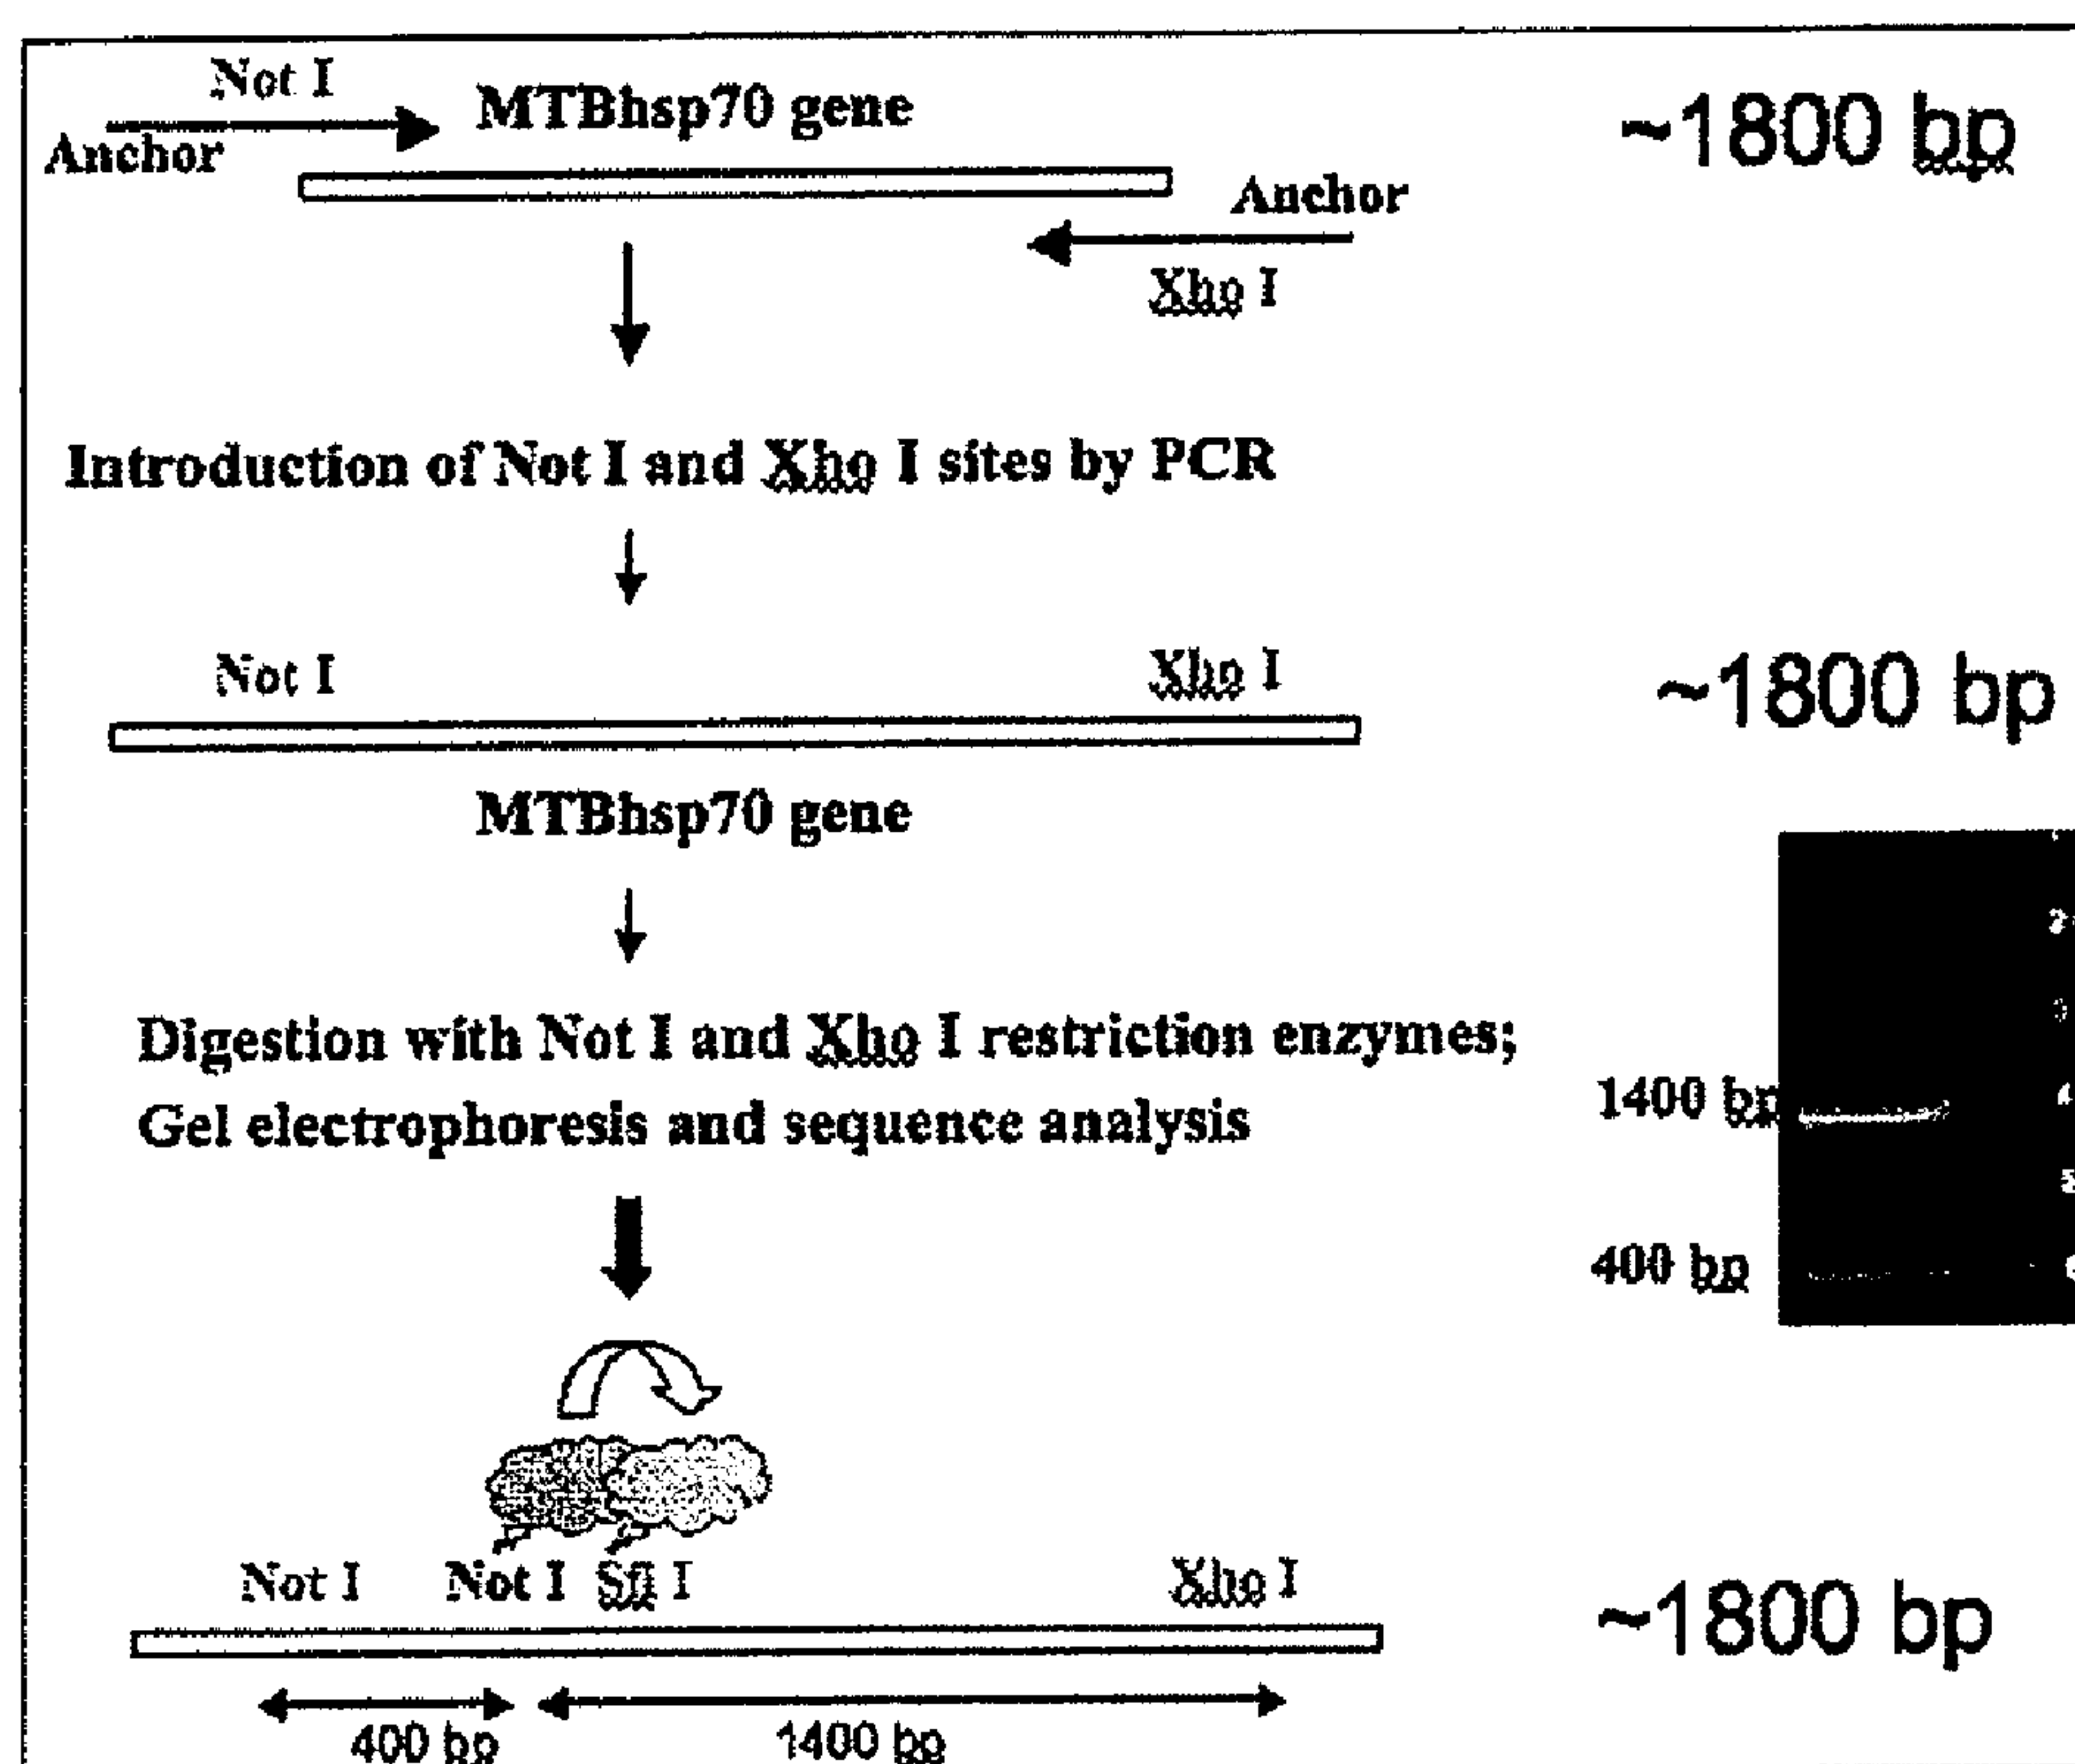 Not I
MTBhsp70 gene
~1800 bp
Anchor
Anchor
Xho I
Introduction of Not I and Xho I sites by PCR
Not I
Xho I
~1800 bp
MTBhsp70 gene
Digestion with Not I and Xho I restriction enzymes;
Gel electrophoresis and sequence analysis
1400 bp
400 bp
Not I Not I Sfi I Xho I
~1800 bp
400 bp
1400 bp